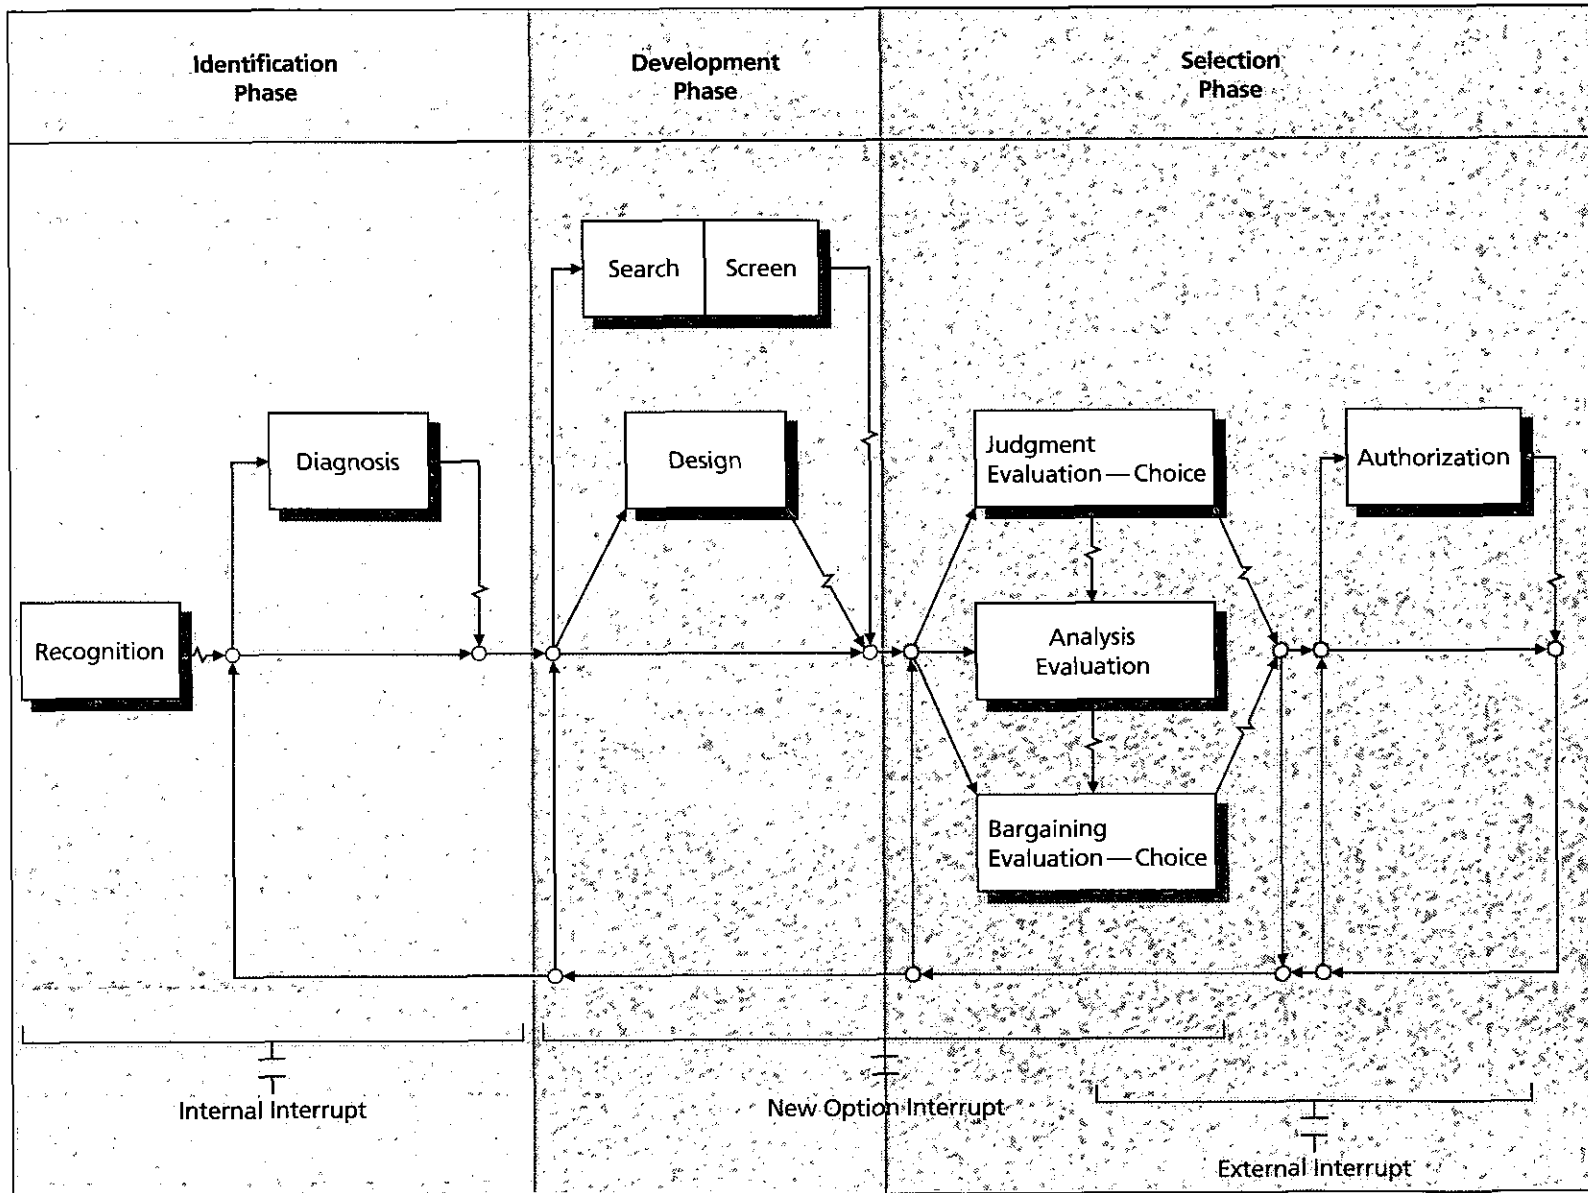 Identification
Phase
Development
Phase
Selection
Phase
Search
Screen
Diagnosis
Design
Judgment
Evaluation — Choice
Authorization
Recognition
Analysis
Evaluation
Bargaining
Evaluation — Choice
Internal Interrupt
New Option Interrupt
External Interrupt